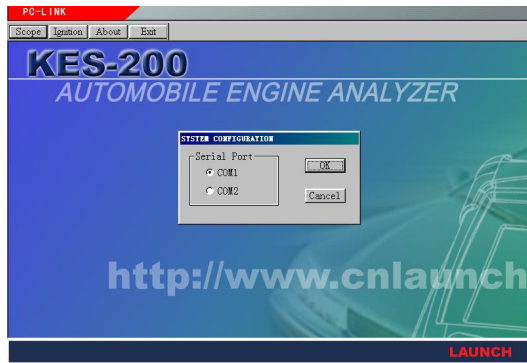 PC-LINK
Scope Ignition About Exit
KES-200
AUTOMOBILE ENGINE ANALYZER
SYSTEM CONFIGURATION
Serial Port
COM1
OK
COM2
Cancel
http://www.cnlaunch
LAUNCH